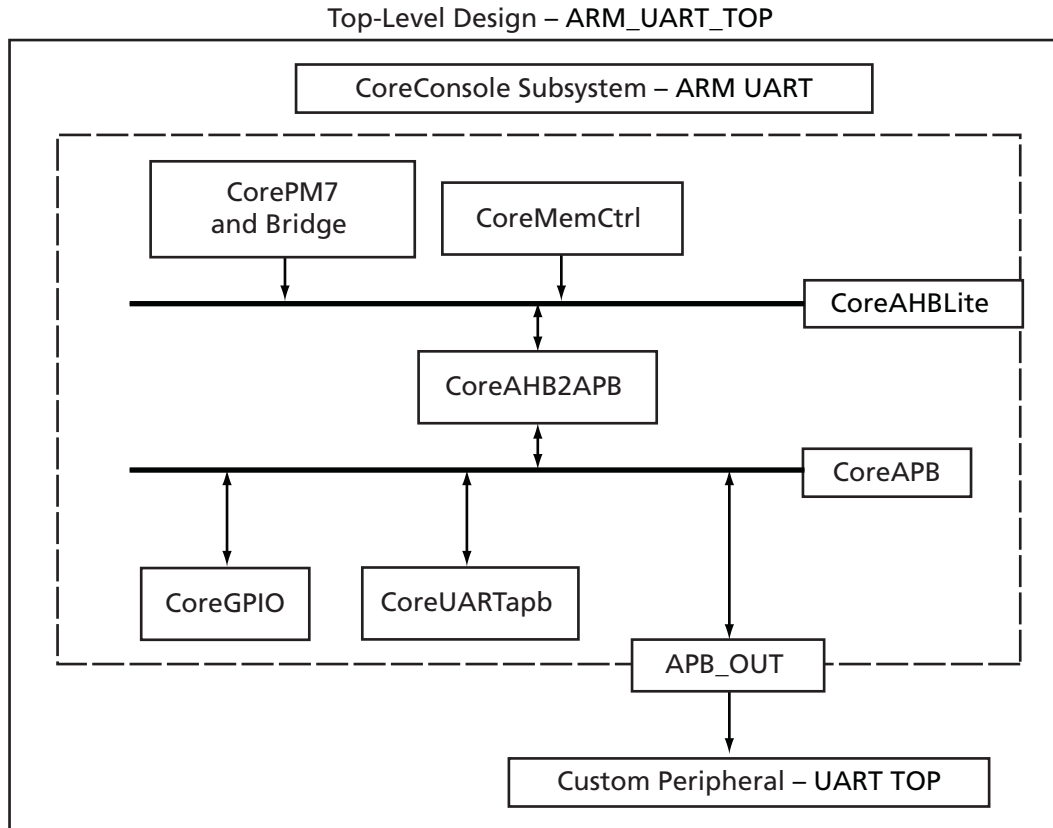 Top-Level Design – ARM_UART_TOP
CoreConsole Subsystem – ARM UART
CorePM7
and Bridge
CoreMemCtrl
CoreAHBLite
CoreAHB2APB
CoreAPB
CoreGPIO
CoreUARTapb
APB_OUT
Custom Peripheral – UART TOP